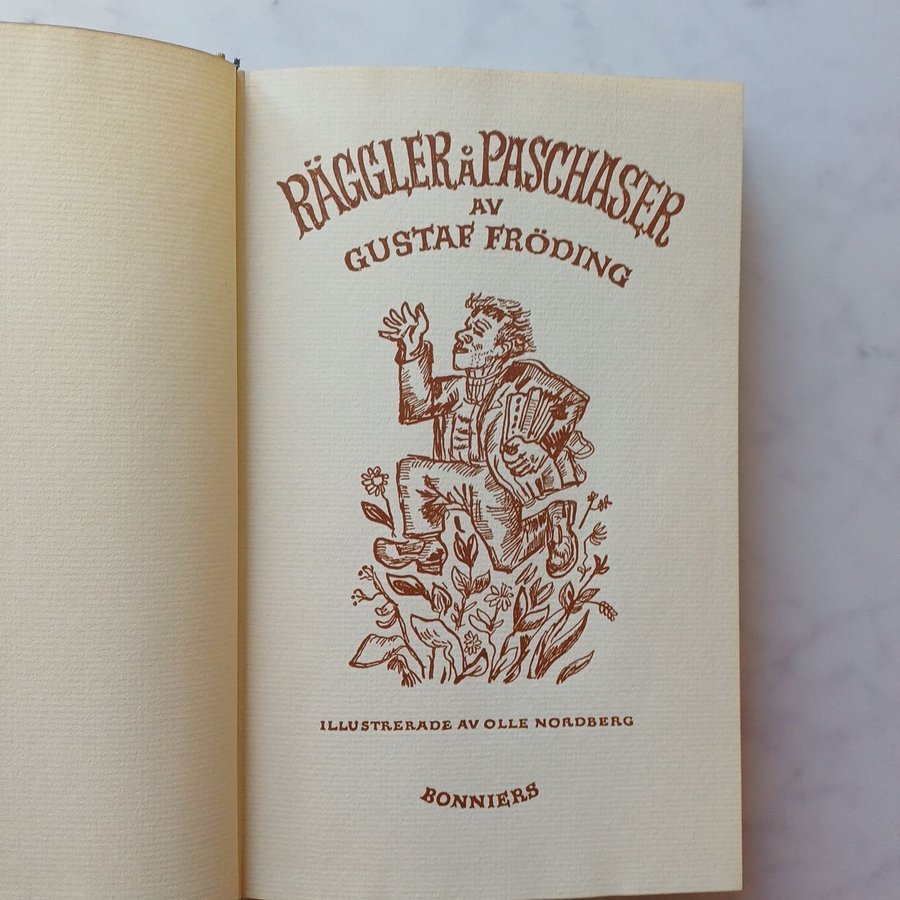 RÄGGLER Å PASCHASER
AV
GUSTAF FRÖDING
ILLUSTRERADE AV OLLE NORDBERG
BONNIERS